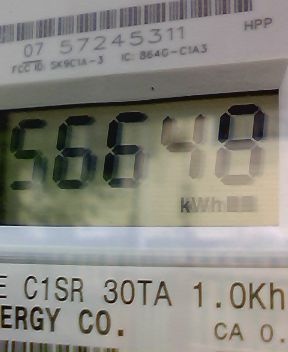 07 57245311
HPP
FCC ID: SK9C1A-3 IC: 864G-C1A3
56648
kWh
E C1SR 30TA 1.0Kh
ERGY CO.
CA 0.